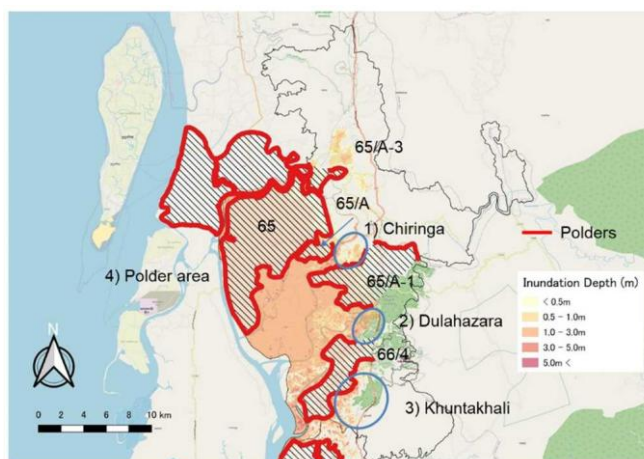 65/A-3
65/A
65
1) Chiringa
Polders
4) Polder area
65/A-1
Inundation Depth (m)
< 0.5m
0.5 - 1.0m
1.0 - 3.0m
3.0 - 5.0m
5.0m <
2) Dulahazara
N
66/4
3) Khuntakhali
0 2 4 6 8 10 km